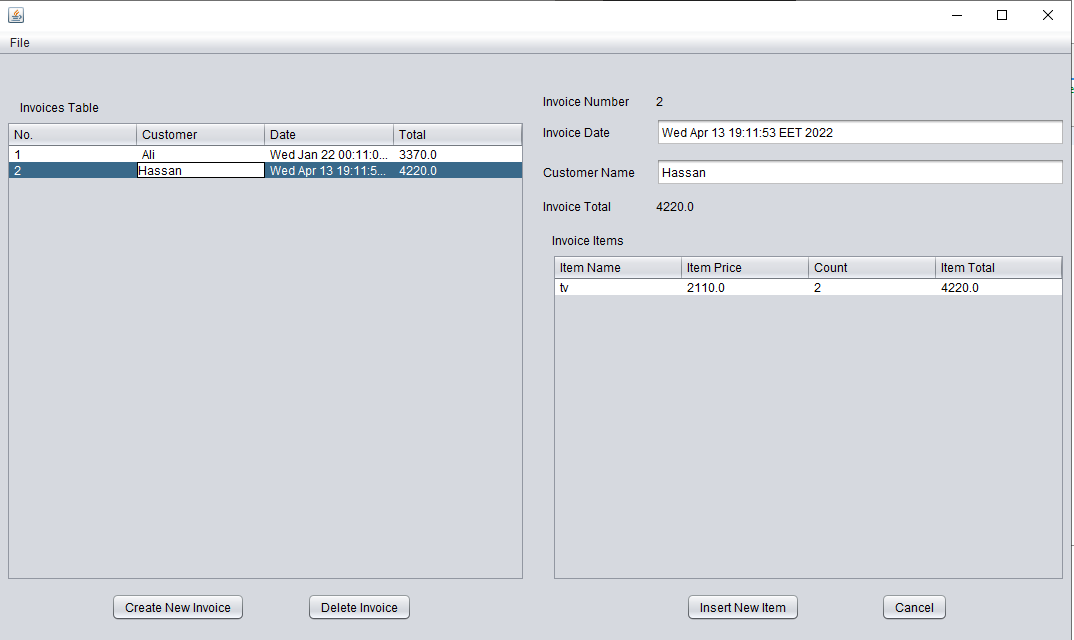 File
Invoices Table
No. Customer Date Total
1 Ali Wed Jan 22 00:11:0... 3370.0
2 Hassan Wed Apr 13 19:11:5... 4220.0
Create New Invoice Delete Invoice
Invoice Number 2
Invoice Date Wed Apr 13 19:11:53 EET 2022
Customer Name Hassan
Invoice Total 4220.0
Invoice Items
Item Name Item Price Count Item Total
tv 2110.0 2 4220.0
Insert New Item Cancel